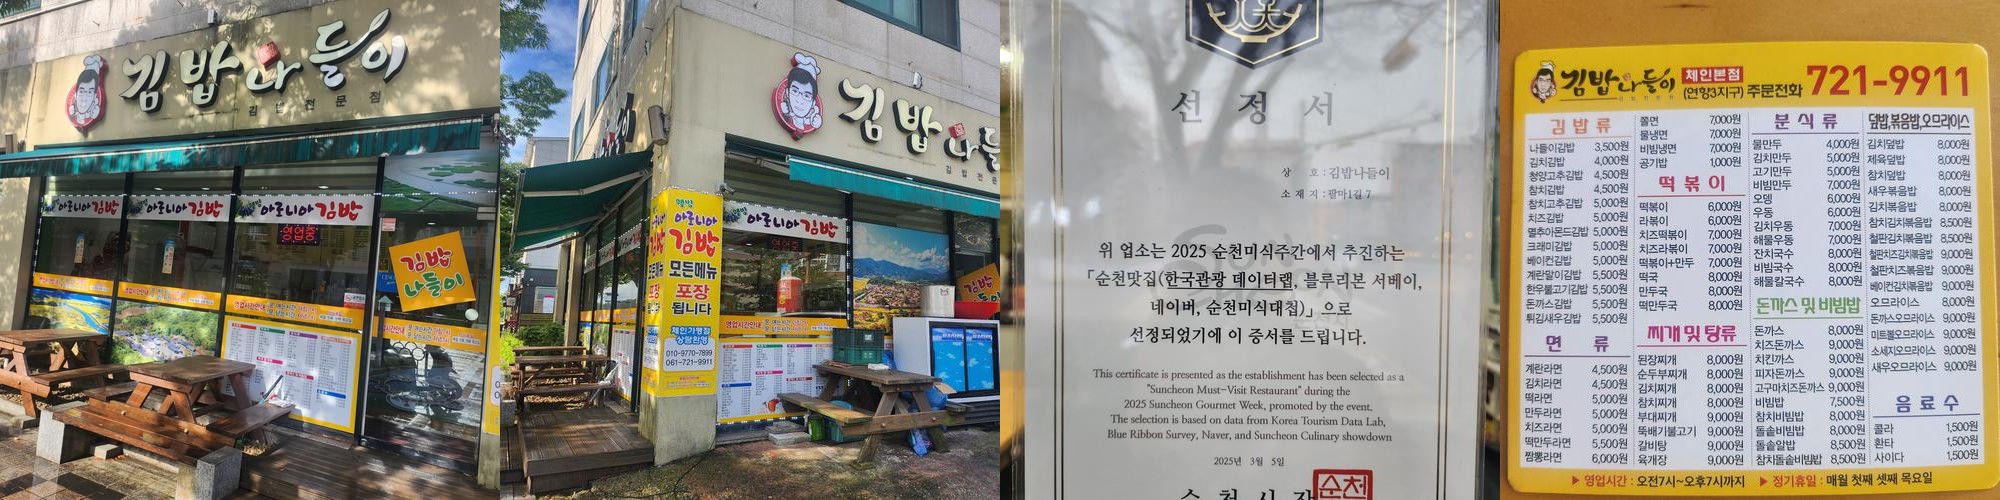 김밥나들이
김밥전문점
웰빙 아로니아김밥
웰빙 아로니아김밥
아로니아김밥
영업중
김밥
나들이
영업시간안내
김밥나들
김밥
웰빙
아로니아
김밥
모든메뉴
포장
됩니다
체인가맹점
상담환영
010-9770-7899
061-721-9911
웰빙 아로니아김밥
영업중
영업시간안내
선 정 서
상 호 : 김밥나들이
소 재 지 : 팔마1길 7
위 업소는 2025 순천미식주간에서 추진하는
「순천맛집(한국관광 데이터랩, 블루리본 서베이,
네이버, 순천미식대첩)」으로
선정되었기에 이 증서를 드립니다.
This certificate is presented as the establishment has been selected as a
"Suncheon Must-Visit Restaurant" during the
2025 Suncheon Gourmet Week, promoted by the event.
The selection is based on data from Korea Tourism Data Lab,
Blue Ribbon Survey, Naver, and Suncheon Culinary showdown
2025년 3월 5일
순천시장
순천
김밥나들이 체인본점 (연향3지구) 주문전화 721-9911
김 밥 류
나들이김밥 3,500원
김치김밥 4,000원
청양고추김밥 4,500원
참치김밥 4,500원
참치고추김밥 5,000원
치즈김밥 5,000원
멸추아몬드김밥 5,000원
크래미김밥 5,000원
베이컨김밥 5,000원
계란말이김밥 5,500원
한우불고기김밥 5,500원
돈까스김밥 5,500원
튀김새우김밥 5,500원
면 류
계란라면 4,500원
김치라면 4,500원
떡라면 5,000원
만두라면 5,000원
치즈라면 5,000원
떡만두라면 5,500원
짬뽕라면 6,000원
쫄면 7,000원
물냉면 7,000원
비빔냉면 7,000원
공기밥 1,000원
떡 볶 이
떡볶이 6,000원
라볶이 6,000원
치즈떡볶이 7,000원
치즈라볶이 7,000원
떡볶이+만두 7,000원
떡국 8,000원
만두국 8,000원
떡만두국 8,000원
찌개 및 탕류
된장찌개 8,000원
순두부찌개 8,000원
김치찌개 8,000원
참치찌개 8,000원
부대찌개 9,000원
뚝배기불고기 9,000원
갈비탕 9,000원
육개장 9,000원
분 식 류
물만두 4,000원
김치만두 5,000원
고기만두 5,000원
비빔만두 7,000원
오뎅 6,000원
우동 6,000원
김치우동 7,000원
해물우동 7,000원
잔치국수 7,000원
비빔국수 8,000원
해물칼국수 8,000원
돈까스 및 비빔밥
돈까스 8,000원
치즈돈까스 9,000원
치킨까스 9,000원
피자돈까스 9,000원
고구마치즈돈까스 9,000원
비빔밥 7,500원
참치비빔밥 8,000원
돌솥비빔밥 8,000원
돌솥알밥 8,500원
참치돌솥비빔밥 8,500원
덮밥,볶음밥,오므라이스
김치덮밥 8,000원
제육덮밥 8,000원
참치덮밥 8,000원
새우볶음밥 8,000원
김치볶음밥 8,000원
참치김치볶음밥 8,500원
철판김치볶음밥 8,500원
철판치즈김치볶음밥 9,000원
철판치즈볶음밥 9,000원
베이컨김치볶음밥 9,000원
오므라이스 8,000원
돈까스오므라이스 9,000원
미트볼오므라이스 9,000원
소세지오므라이스 9,000원
새우오므라이스 9,000원
음 료 수
콜라 1,500원
환타 1,500원
사이다 1,500원
▶ 영업시간 : 오전7시~오후7시까지 ▶ 정기휴일 : 매월 첫째 셋째 목요일